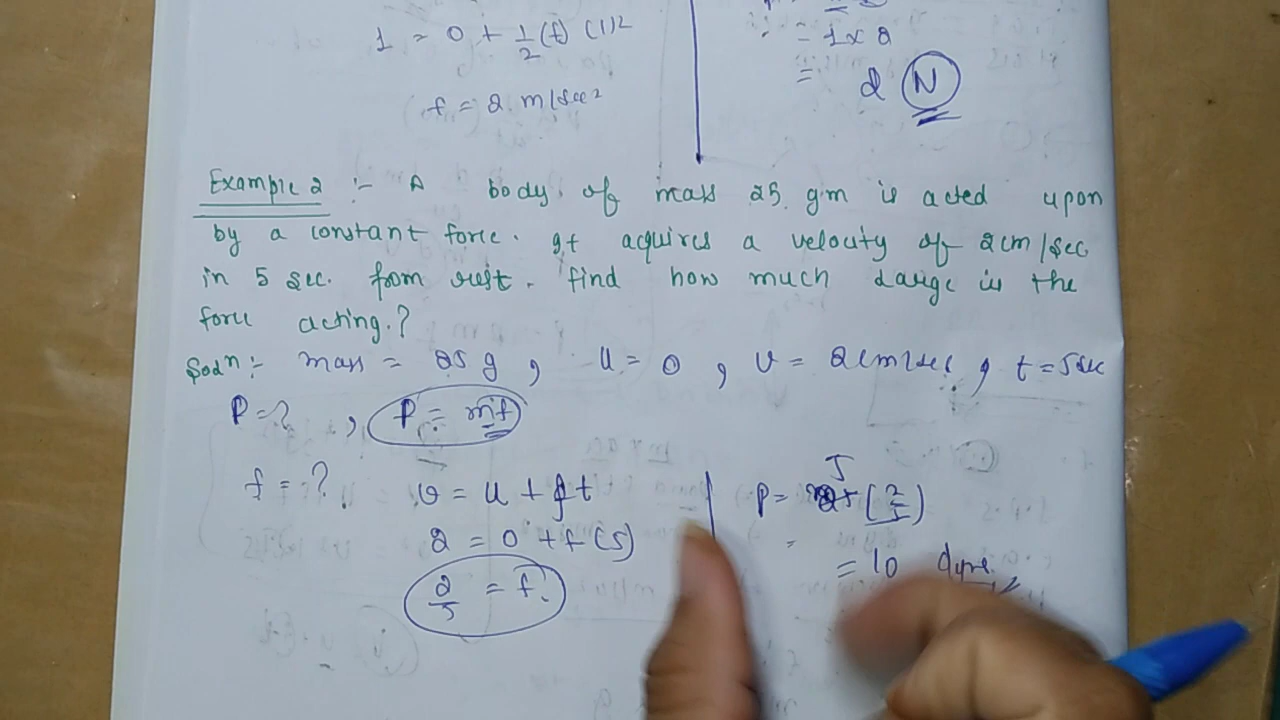 1 = 0 + 1/2 (f) (1)2
f = 2 m/sec2
= 1 x 2
= 2 N
Example 2 :- A body of mass 25 gm is acted upon
by a constant force. It acquires a velocity of 2cm/sec
in 5 sec. from rest. find how much large is the
force acting.?
Soln :- mass = 25 g , u = 0 , v = 2cm/sec , t = 5sec
P = ? , P = mf
f = ? v = u + ft
2 = 0 + f (5)
2/5 = f.
5
P = 25 (2/5)
=
= 10 dyne